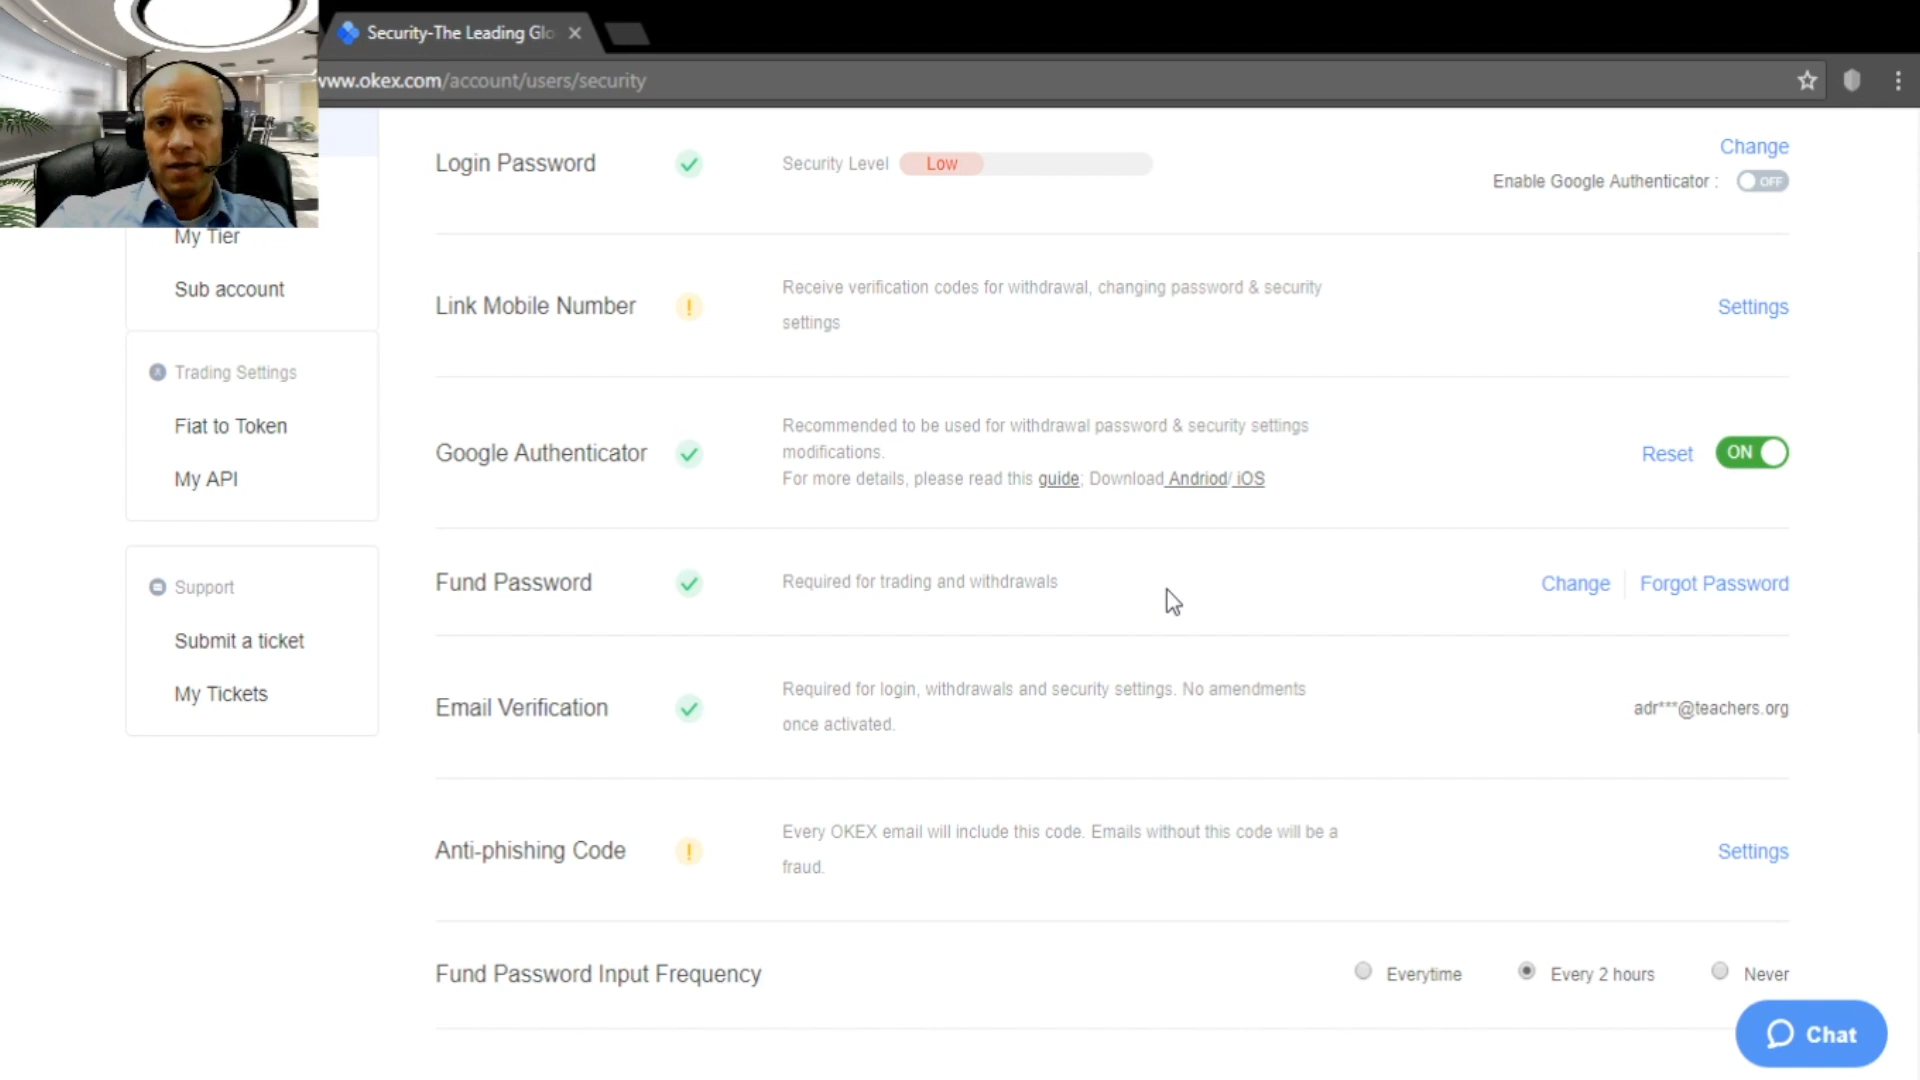 Security-The Leading Glo
www.okex.com/account/users/security
Login Password
Security Level Low
Change
Enable Google Authenticator : OFF
My Tier
Sub account
Link Mobile Number
!
Receive verification codes for withdrawal, changing password & security
settings
Settings
Trading Settings
Fiat to Token
My API
Google Authenticator
Recommended to be used for withdrawal password & security settings
modifications.
For more details, please read this guide; Download Andriod/ iOS
Reset ON
Fund Password
Required for trading and withdrawals
Change Forgot Password
Support
Submit a ticket
My Tickets
Email Verification
Required for login, withdrawals and security settings. No amendments
once activated.
adr***@teachers.org
Anti-phishing Code
!
Every OKEX email will include this code. Emails without this code will be a
fraud.
Settings
Fund Password Input Frequency
Everytime Every 2 hours Never
Chat